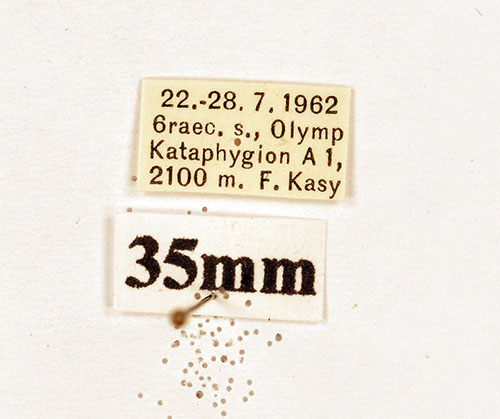 22.-28. 7. 1962
Graec. s., Olymp
Kataphygion A 1,
2100 m. F. Kasy
35mm